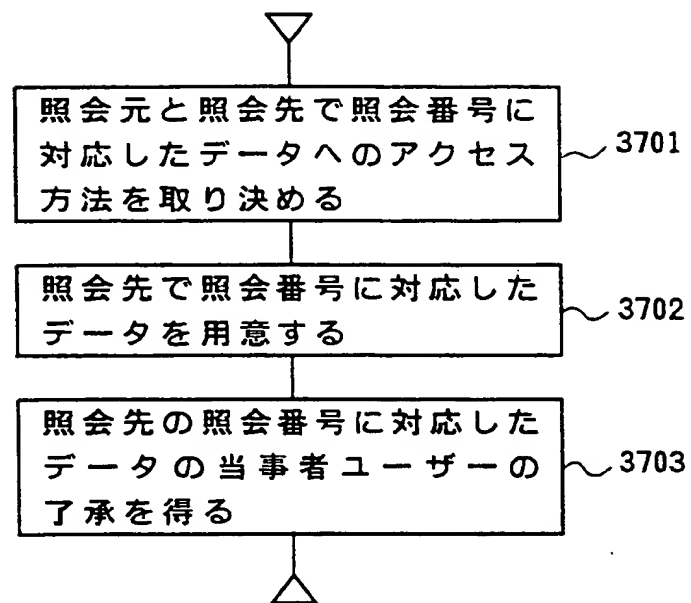 照会元と照会先で照会番号に
対応したデータへのアクセス
方法を取り決める
3701
照会先で照会番号に対応した
データを用意する
3702
照会先の照会番号に対応した
データの当事者ユーザーの
了承を得る
3703